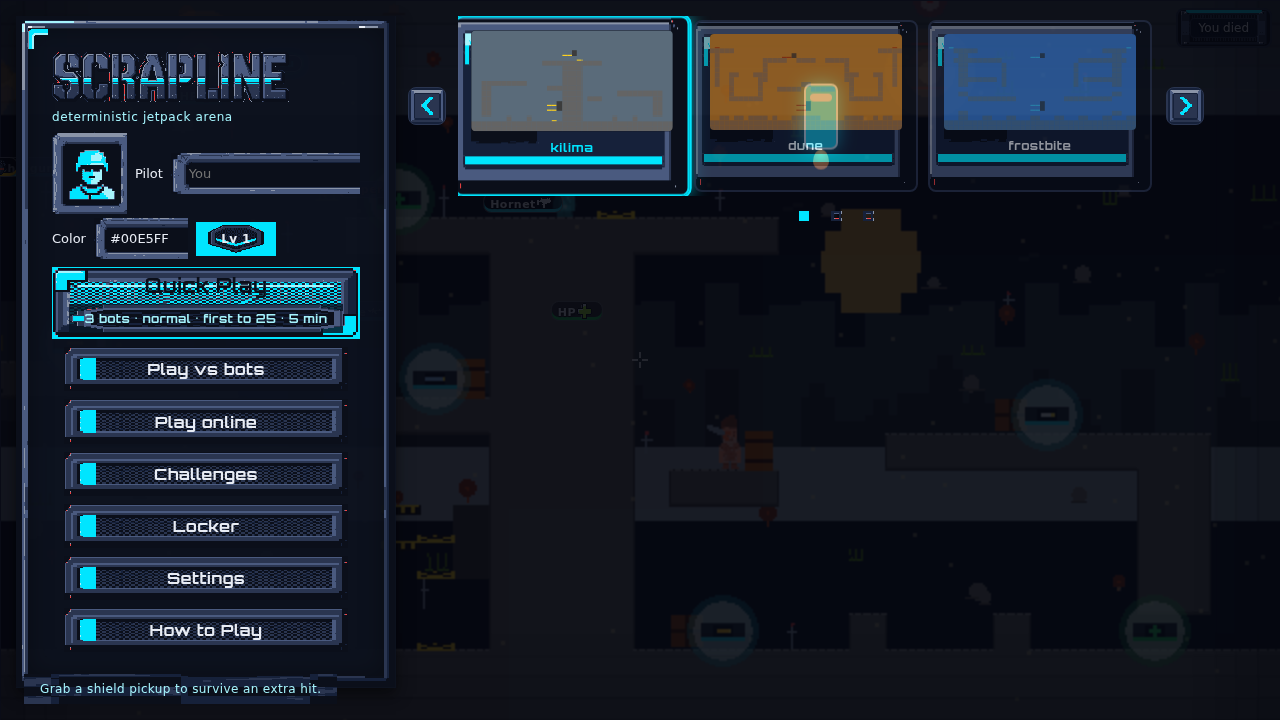 SCRAPLINE
deterministic jetpack arena
Pilot
You
Color
#00E5FF
Lv 1
Quick Play
3 bots · normal · first to 25 · 5 min
Play vs bots
Play online
Challenges
Locker
Settings
How to Play
Grab a shield pickup to survive an extra hit.
kilima
dune
frostbite
You died
HP